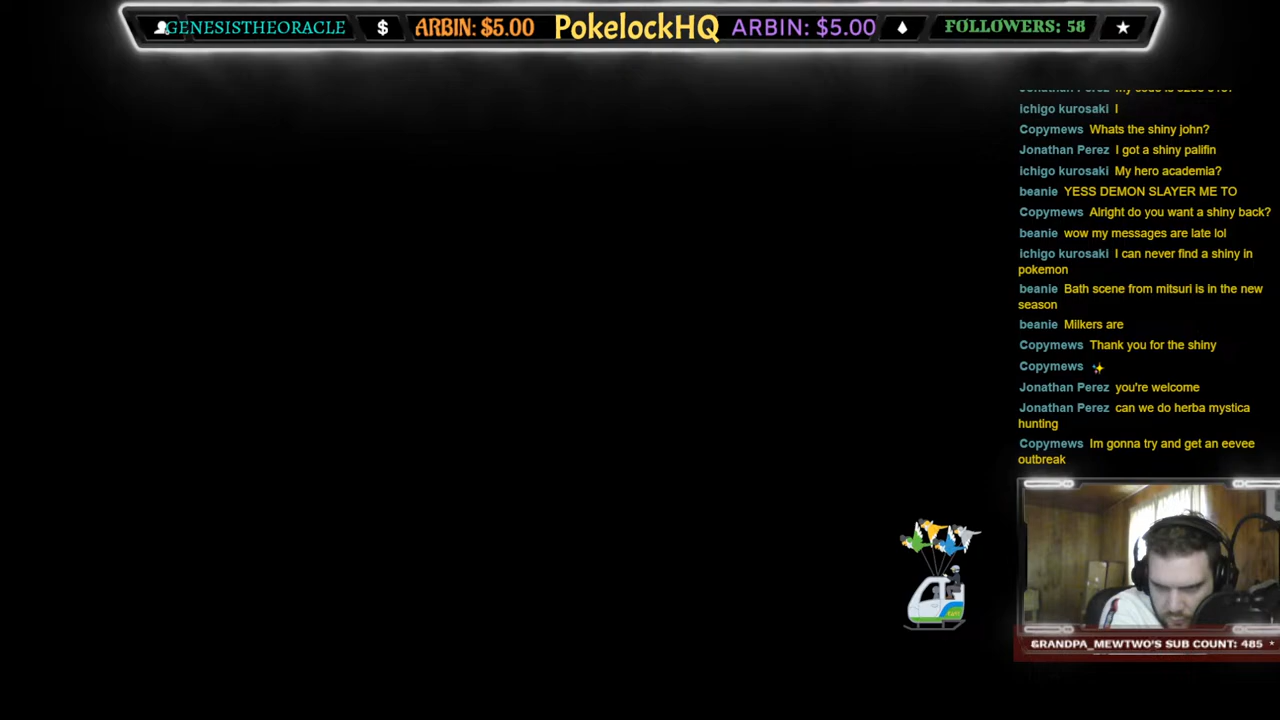 GENESISTHEORACLE $ ARBIN: $5.00 PokelockHQ ARBIN: $5.00 FOLLOWERS: 58
ichigo kurosaki I
Copymews Whats the shiny john?
Jonathan Perez I got a shiny palifin
ichigo kurosaki My hero academia?
beanie YESS DEMON SLAYER ME TO
Copymews Alright do you want a shiny back?
beanie wow my messages are late lol
ichigo kurosaki I can never find a shiny in
pokemon
beanie Bath scene from mitsuri is in the new
season
beanie Milkers are
Copymews Thank you for the shiny
Copymews ✨
Jonathan Perez you're welcome
Jonathan Perez can we do herba mystica
hunting
Copymews Im gonna try and get an eevee
outbreak
GRANDPA_MEWTWO'S SUB COUNT: 485 *